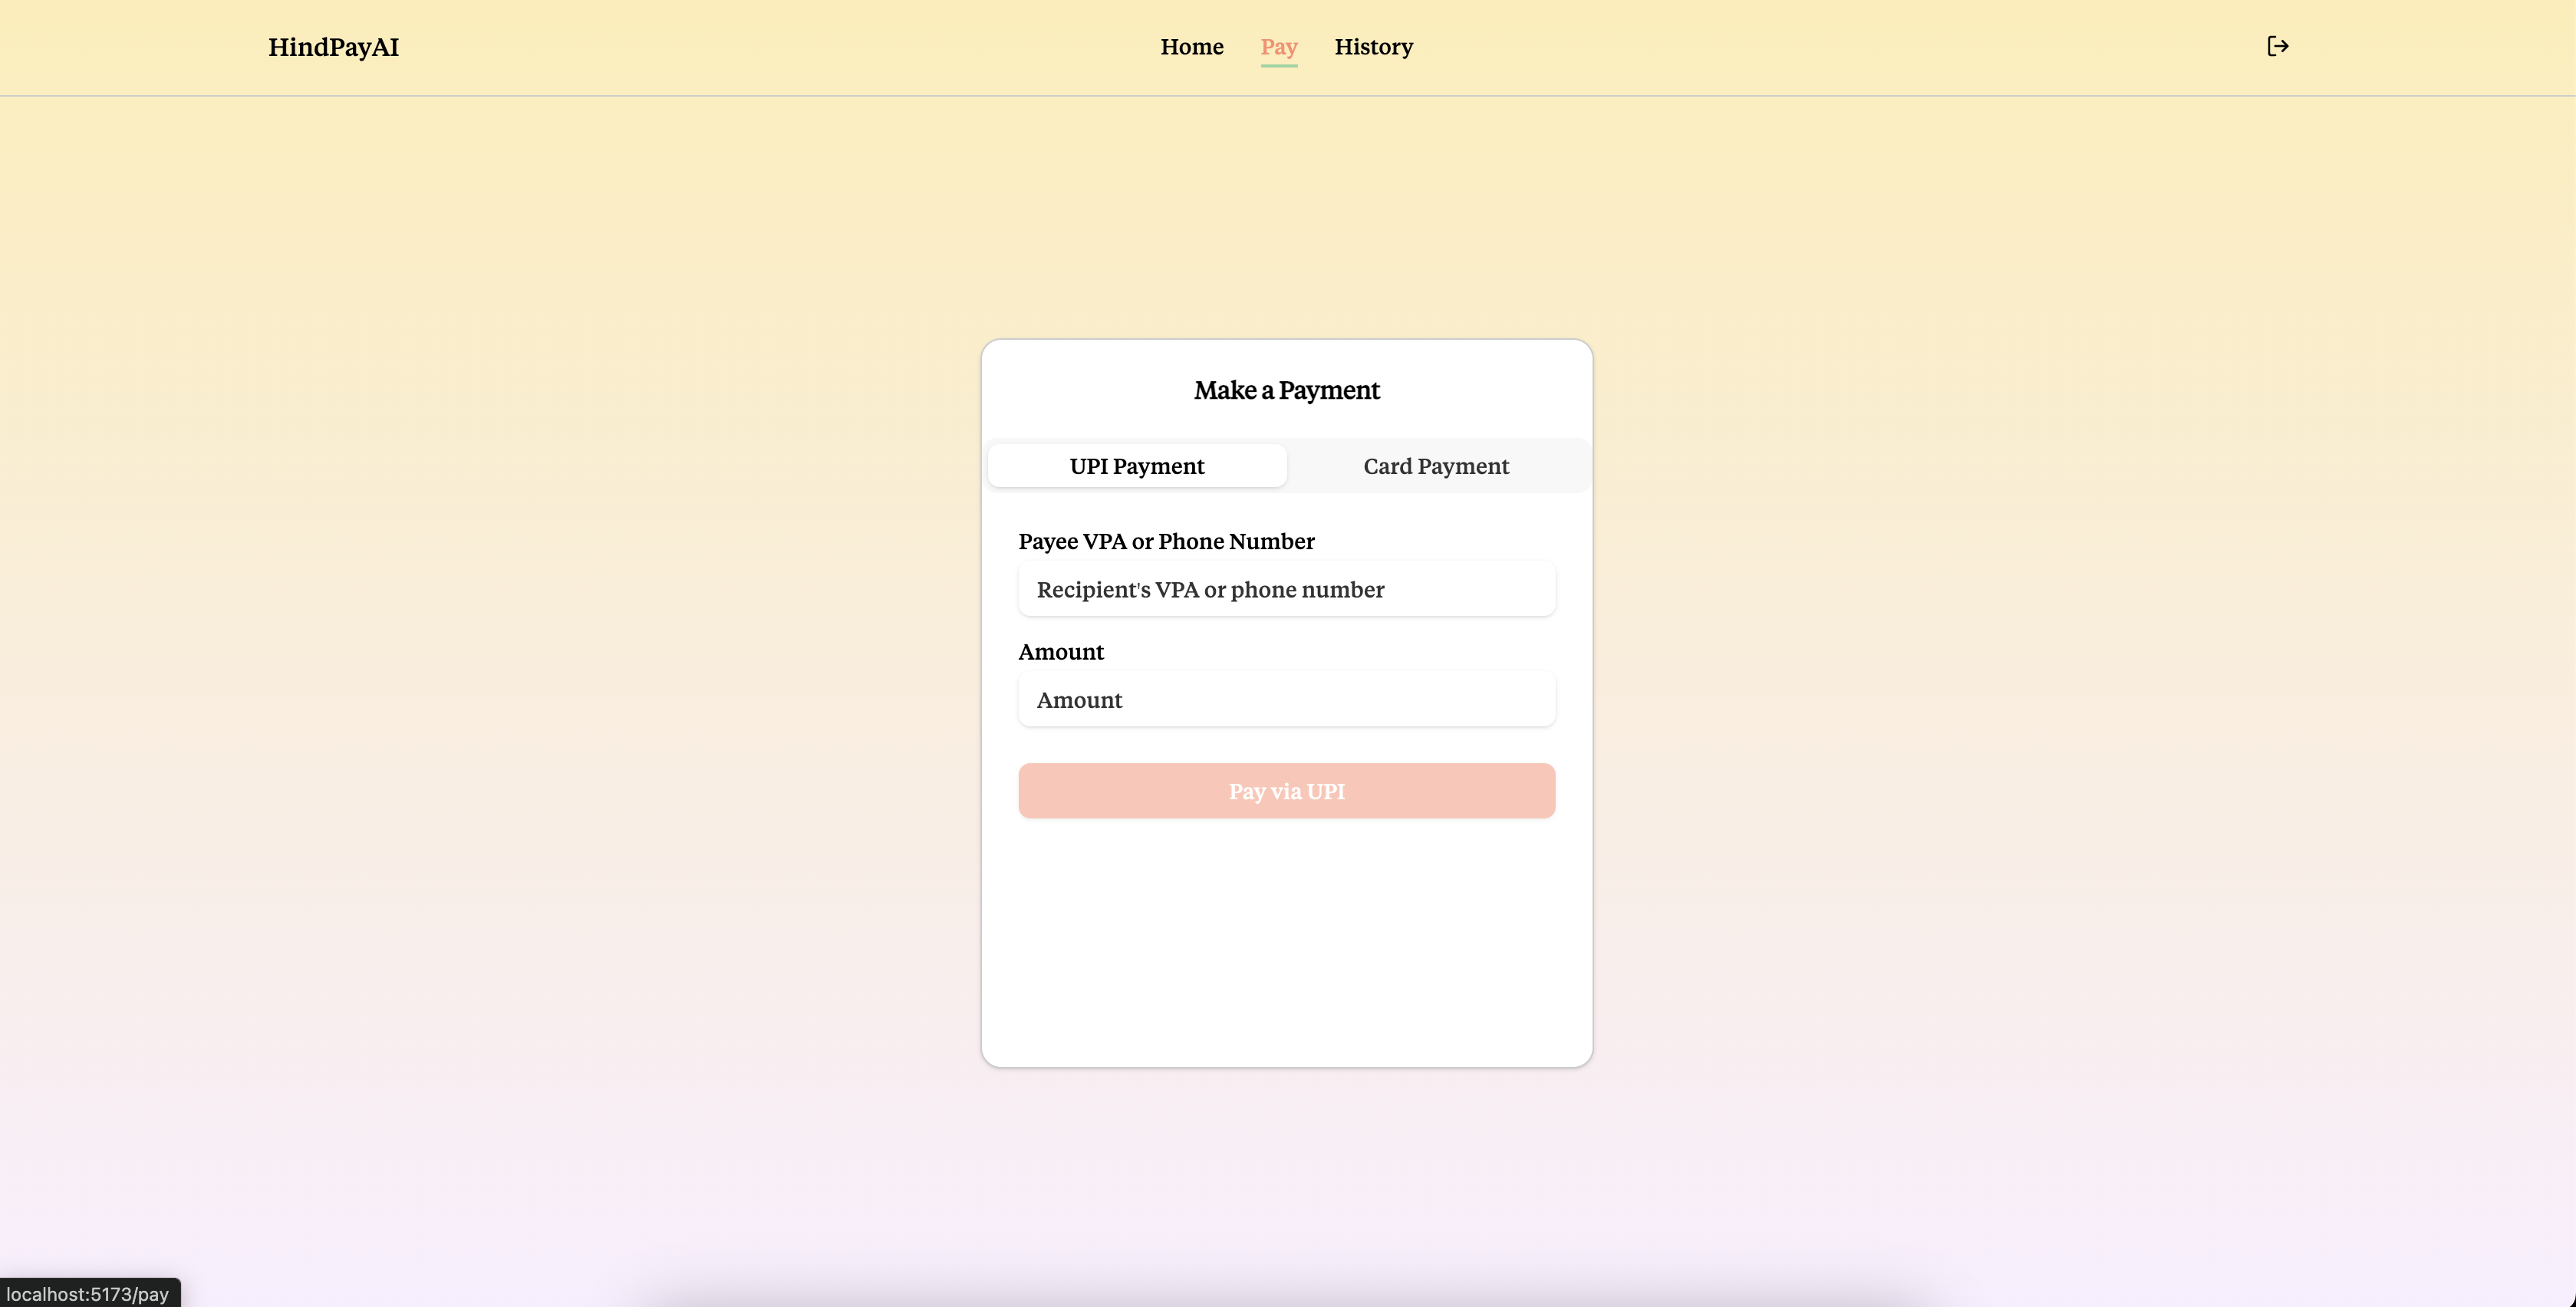 HindPayAI
Home Pay History
Make a Payment
UPI Payment Card Payment
Payee VPA or Phone Number
Recipient's VPA or phone number
Amount
Amount
Pay via UPI
localhost:5173/pay